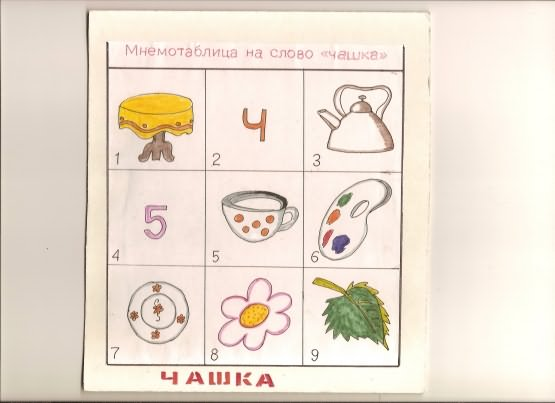 Мнемотаблица на слово «чашка»
1 2 ч 3
4 5 5 6
7 8 9
ЧАШКА